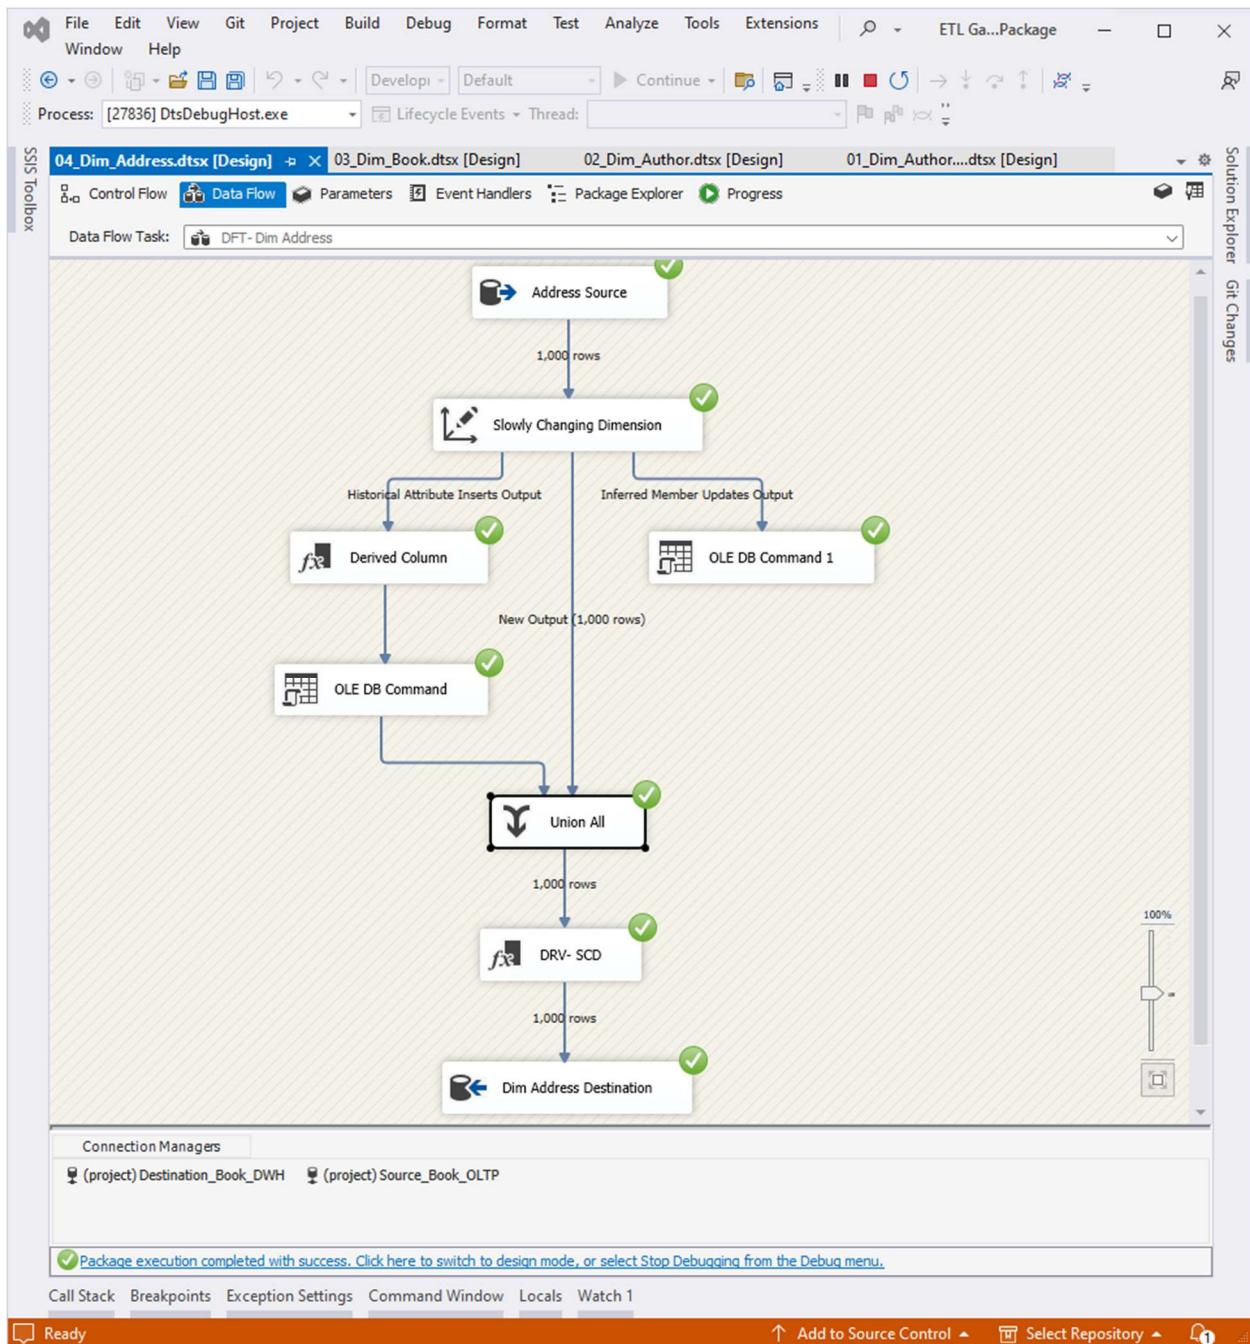 File Edit View Git Project Build Debug Format Test Analyze Tools Extensions ETL Ga...Package
Window Help
Developi Default Continue
Process: [27836] DtsDebugHost.exe Lifecycle Events Thread:
04_Dim_Address.dtsx [Design] 03_Dim_Book.dtsx [Design] 02_Dim_Author.dtsx [Design] 01_Dim_Author....dtsx [Design]
SSIS Toolbox
Solution Explorer
Git Changes
Control Flow Data Flow Parameters Event Handlers Package Explorer Progress
Data Flow Task: DFT- Dim Address
Address Source
1,000 rows
Slowly Changing Dimension
Historical Attribute Inserts Output Inferred Member Updates Output
Derived Column OLE DB Command 1
New Output (1,000 rows)
OLE DB Command
Union All
1,000 rows
100%
DRV- SCD
1,000 rows
Dim Address Destination
Connection Managers
(project) Destination_Book_DWH (project) Source_Book_OLTP
Package execution completed with success. Click here to switch to design mode, or select Stop Debugging from the Debug menu.
Call Stack Breakpoints Exception Settings Command Window Locals Watch 1
Ready Add to Source Control Select Repository 1